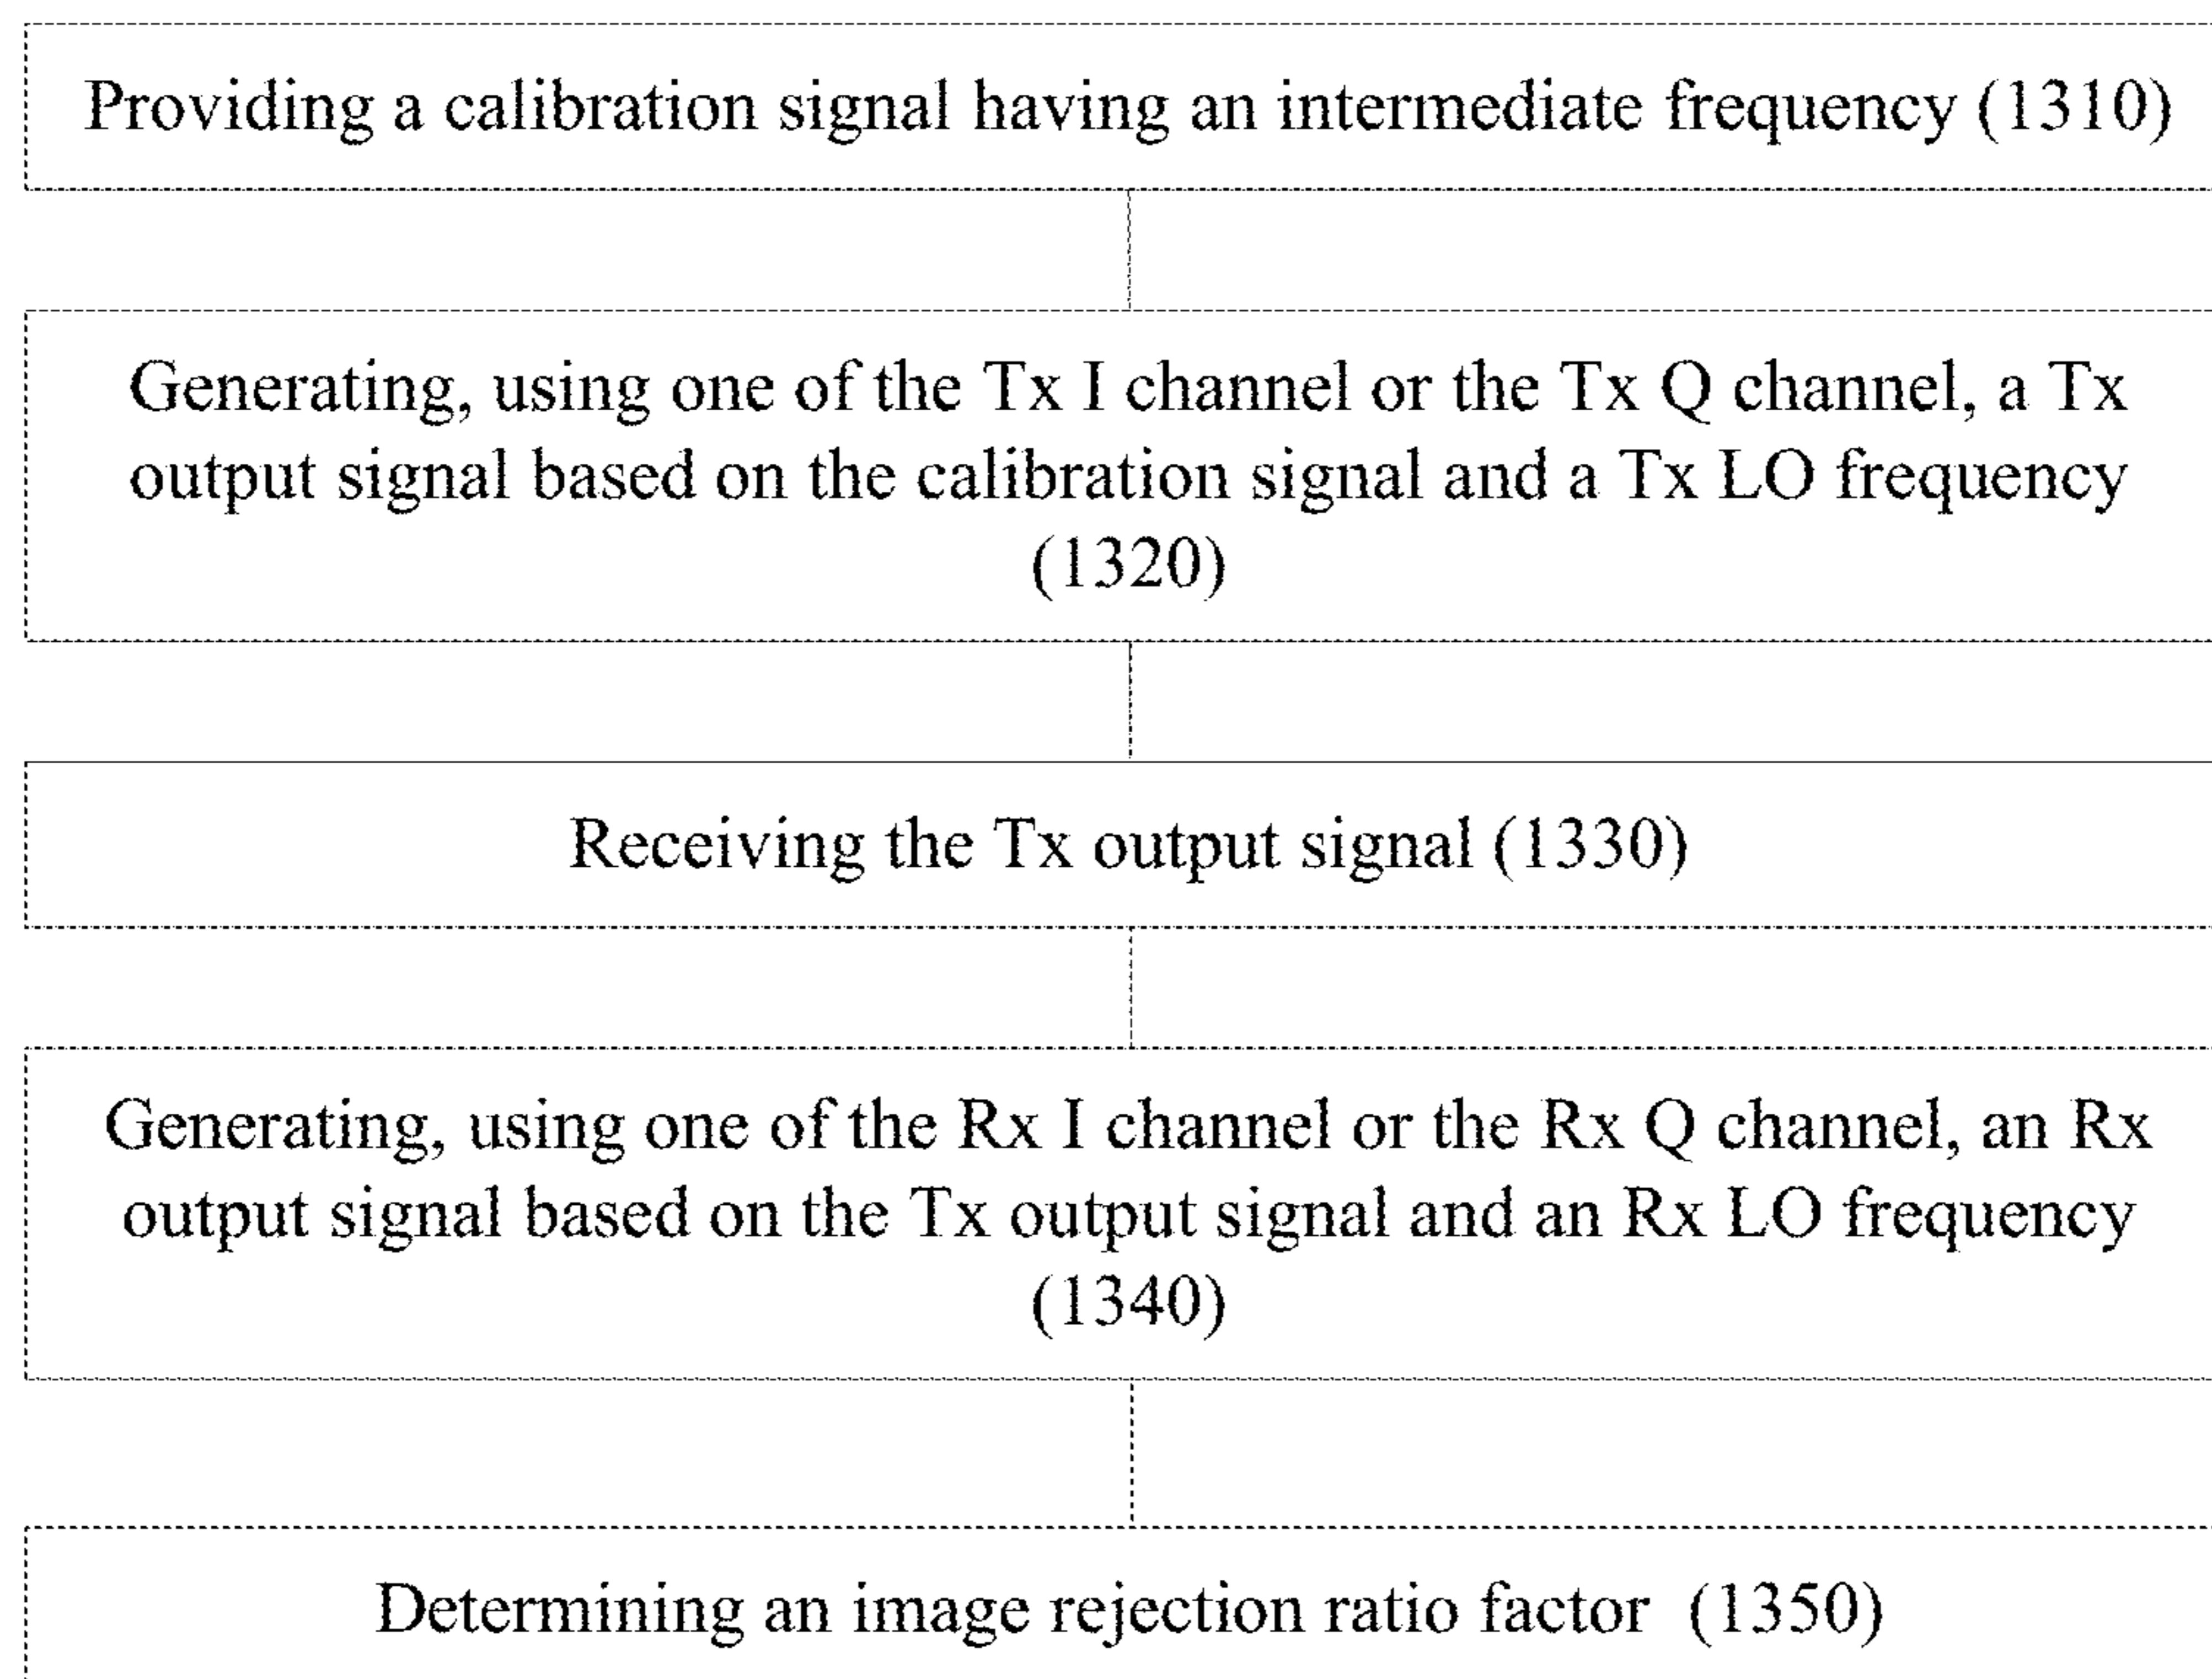 Providing a calibration signal having an intermediate frequency (1310)
Generating, using one of the Tx I channel or the Tx Q channel, a Tx
output signal based on the calibration signal and a Tx LO frequency
(1320)
Receiving the Tx output signal (1330)
Generating, using one of the Rx I channel or the Rx Q channel, an Rx
output signal based on the Tx output signal and an Rx LO frequency
(1340)
Determining an image rejection ratio factor (1350)